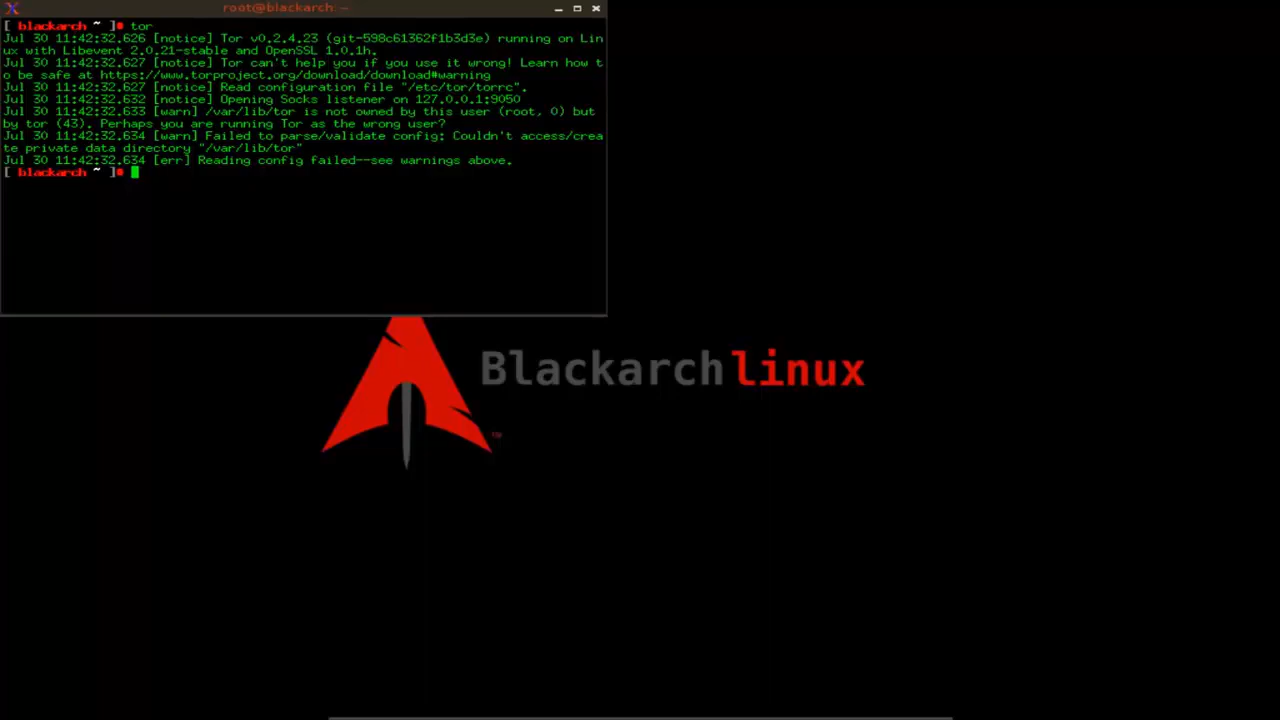 root@blackarch:~
[ blackarch ~ ]# tor
Jul 30 11:42:32.626 [notice] Tor v0.2.4.23 (git-598c61362f1b3d3e) running on Lin
ux with Libevent 2.0.21-stable and OpenSSL 1.0.1h.
Jul 30 11:42:32.627 [notice] Tor can't help you if you use it wrong! Learn how t
o be safe at https://www.torproject.org/download/download#warning
Jul 30 11:42:32.627 [notice] Read configuration file "/etc/tor/torrc".
Jul 30 11:42:32.632 [notice] Opening Socks listener on 127.0.0.1:9050
Jul 30 11:42:32.633 [warn] /var/lib/tor is not owned by this user (root, 0) but
by tor (43). Perhaps you are running Tor as the wrong user?
Jul 30 11:42:32.634 [warn] Failed to parse/validate config: Couldn't access/crea
te private data directory "/var/lib/tor"
Jul 30 11:42:32.634 [err] Reading config failed--see warnings above.
[ blackarch ~ ]#
Blackarch linux
TM